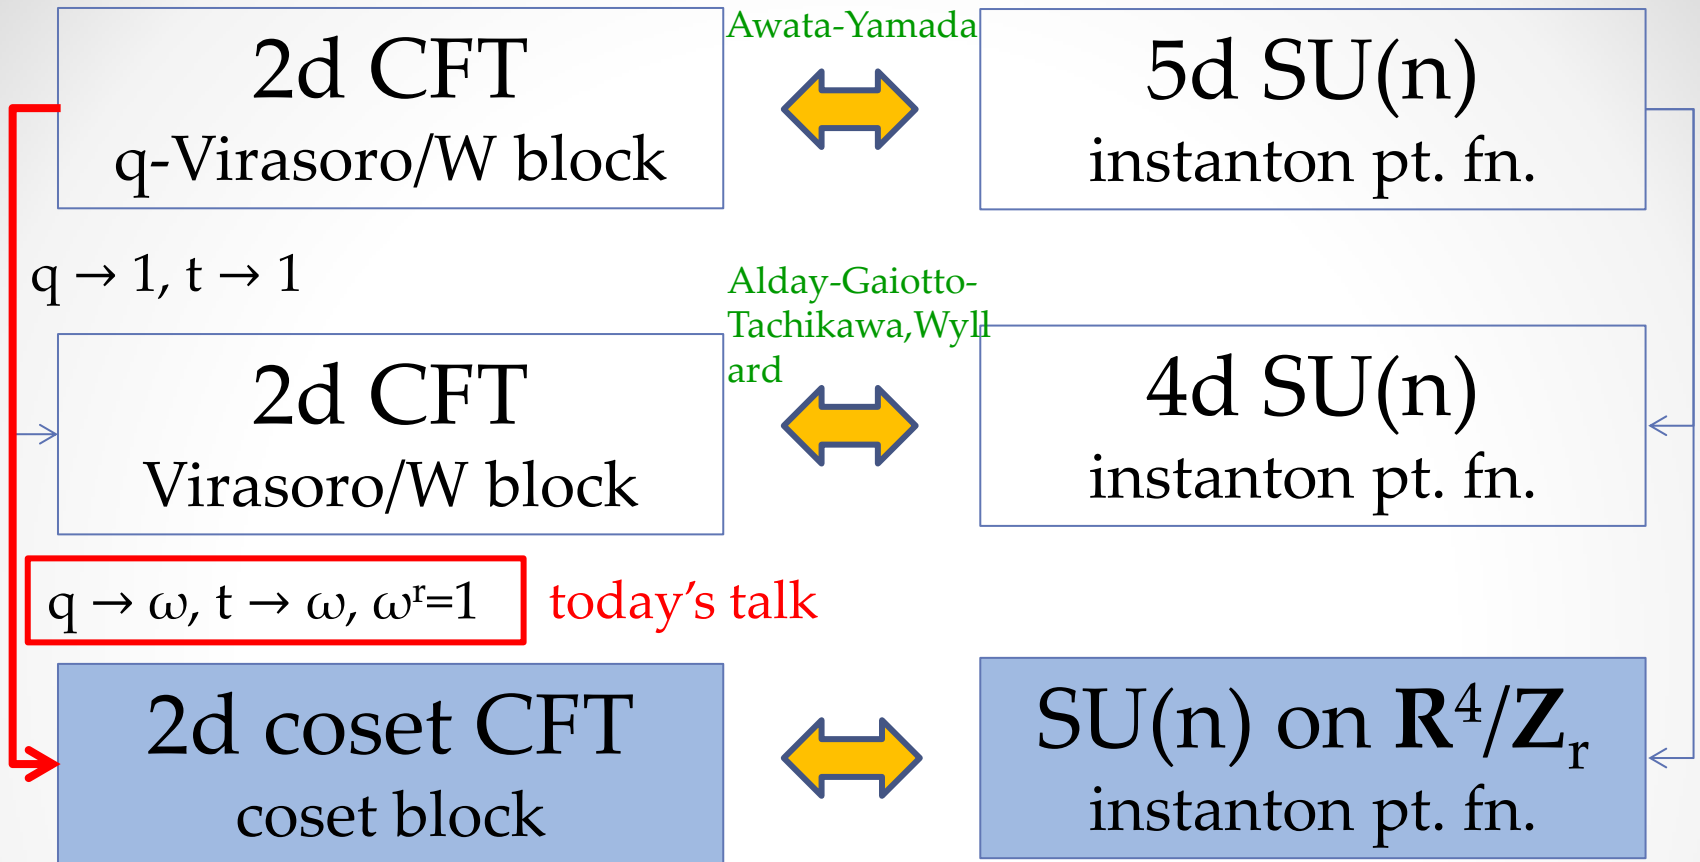 2d CFT
q-Virasoro/W block
Awata-Yamada
5d SU(n)
instanton pt. fn.
q → 1, t → 1
2d CFT
Virasoro/W block
Alday-Gaiotto-
Tachikawa,Wyll
ard
4d SU(n)
instanton pt. fn.
q → ω, t → ω, ωʳ=1
today’s talk
2d coset CFT
coset block
SU(n) on R⁴/Zᵣ
instanton pt. fn.